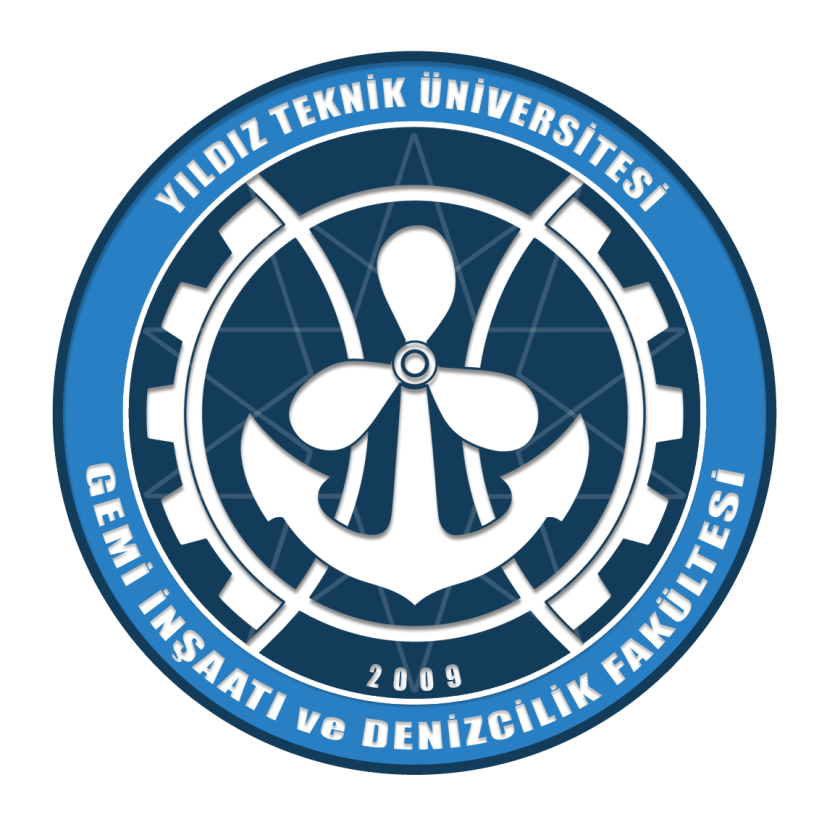 YILDIZ TEKNİK ÜNİVERSİTESİ
GEMİ İNŞAATI ve DENİZCİLİK FAKÜLTESİ
2009